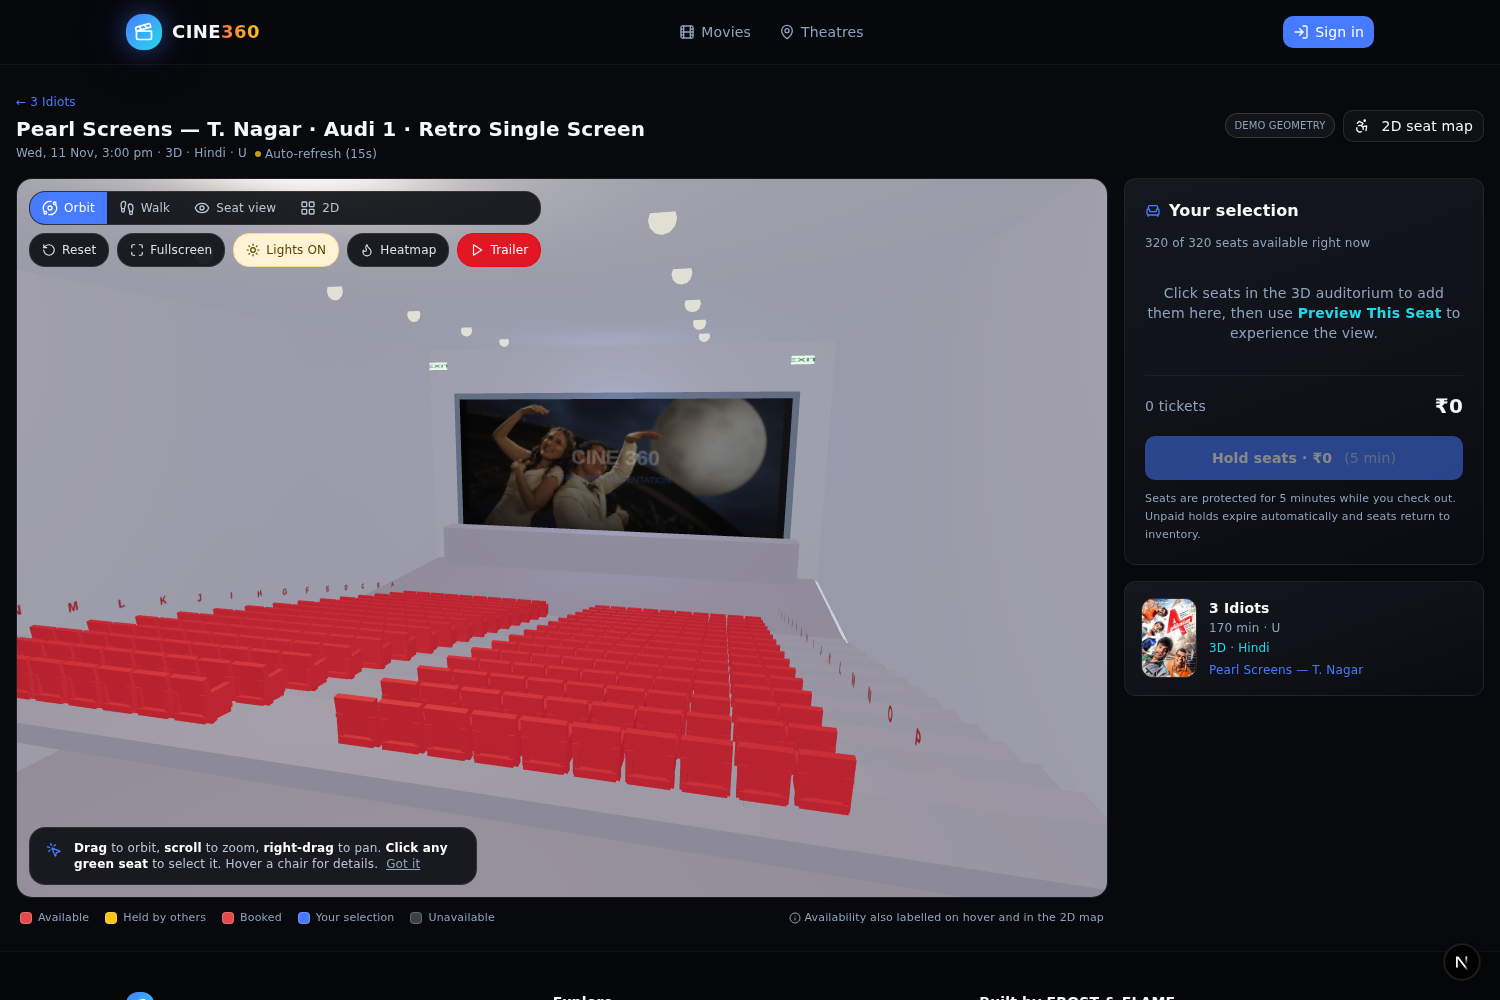 CINE360
Movies
Theatres
Sign in
← 3 Idiots
Pearl Screens — T. Nagar · Audi 1 · Retro Single Screen
Wed, 11 Nov, 3:00 pm · 3D · Hindi · U
Auto-refresh (15s)
DEMO GEOMETRY
2D seat map
Orbit
Walk
Seat view
2D
Reset
Fullscreen
Lights ON
Heatmap
Trailer
EXIT
EXIT
CINE 360
M L K J I H G F E D C B A
O
P
Drag to orbit, scroll to zoom, right-drag to pan. Click any
green seat to select it. Hover a chair for details. Got it
Available
Held by others
Booked
Your selection
Unavailable
Availability also labelled on hover and in the 2D map
Your selection
320 of 320 seats available right now
Click seats in the 3D auditorium to add
them here, then use Preview This Seat to
experience the view.
0 tickets
₹0
Hold seats · ₹0 (5 min)
Seats are protected for 5 minutes while you check out.
Unpaid holds expire automatically and seats return to
inventory.
3 Idiots
170 min · U
3D · Hindi
Pearl Screens — T. Nagar
N
Explore
Built by FROST & FLAME